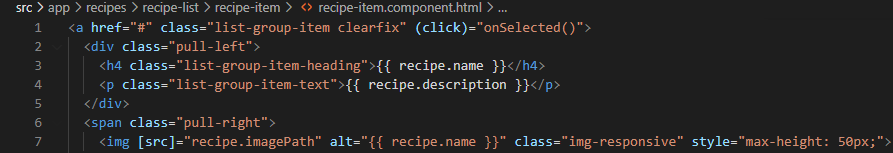 src > app > recipes > recipe-list > recipe-item > <> recipe-item.component.html > ...
1 <a href="#" class="list-group-item clearfix" (click)="onSelected()">
2 <div class="pull-left">
3 <h4 class="list-group-item-heading">{{ recipe.name }}</h4>
4 <p class="list-group-item-text">{{ recipe.description }}</p>
5 </div>
6 <span class="pull-right">
7 <img [src]="recipe.imagePath" alt="{{ recipe.name }}" class="img-responsive" style="max-height: 50px;">